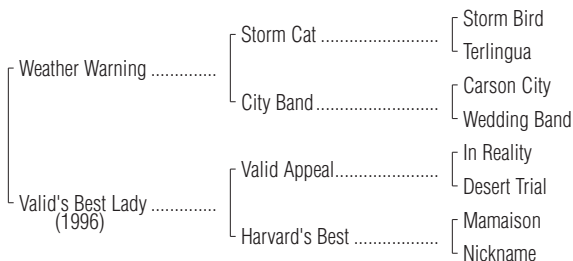 Storm Bird
Storm Cat ........................
Terlingua
Weather Warning .............
Carson City
City Band.........................
Wedding Band
In Reality
Valid Appeal.....................
Desert Trial
Valid's Best Lady .............
(1996)
Mamaison
Harvard's Best .................
Nickname